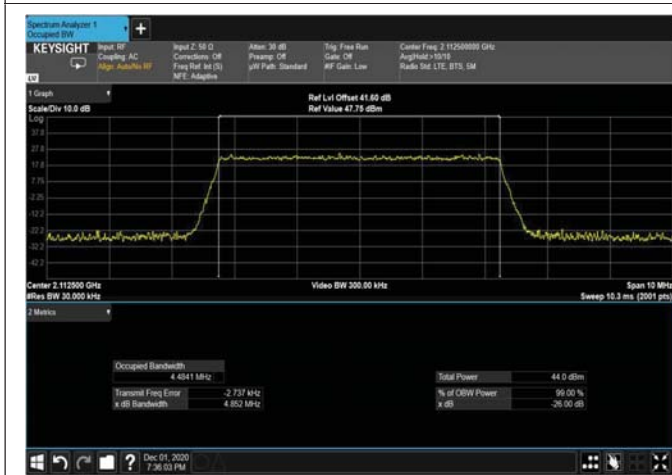 Spectrum Analyzer 1
Occupied BW
KEYSIGHT
Input: RF
Coupling: AC
Align: Auto/No RF
Input Z: 50 Ω
Corrections: Off
Freq Ref: Int (S)
NFE: Adaptive
Atten: 30 dB
Preamp: Off
µW Path: Standard
Trig: Free Run
Gate: Off
#IF Gain: Low
Center Freq: 2.112500000 GHz
Avg|Hold:>10/10
Radio Std: LTE, BTS, 5M
LV
1 Graph
Scale/Div 10.0 dB
Ref Lvl Offset 41.60 dB
Ref Value 47.75 dBm
Log
37.8
27.8
17.8
7.75
-2.25
-12.2
-22.2
-32.2
-42.2
Center 2.112500 GHz
#Res BW 30.000 kHz
Video BW 300.00 kHz
Span 10 MHz
Sweep 10.3 ms (2001 pts)
2 Metrics
Occupied Bandwidth
4.4841 MHz
Transmit Freq Error -2.737 kHz
x dB Bandwidth 4.852 MHz
Total Power 44.0 dBm
% of OBW Power 99.00 %
x dB -26.00 dB
?
Dec 01, 2020
7:36:03 PM